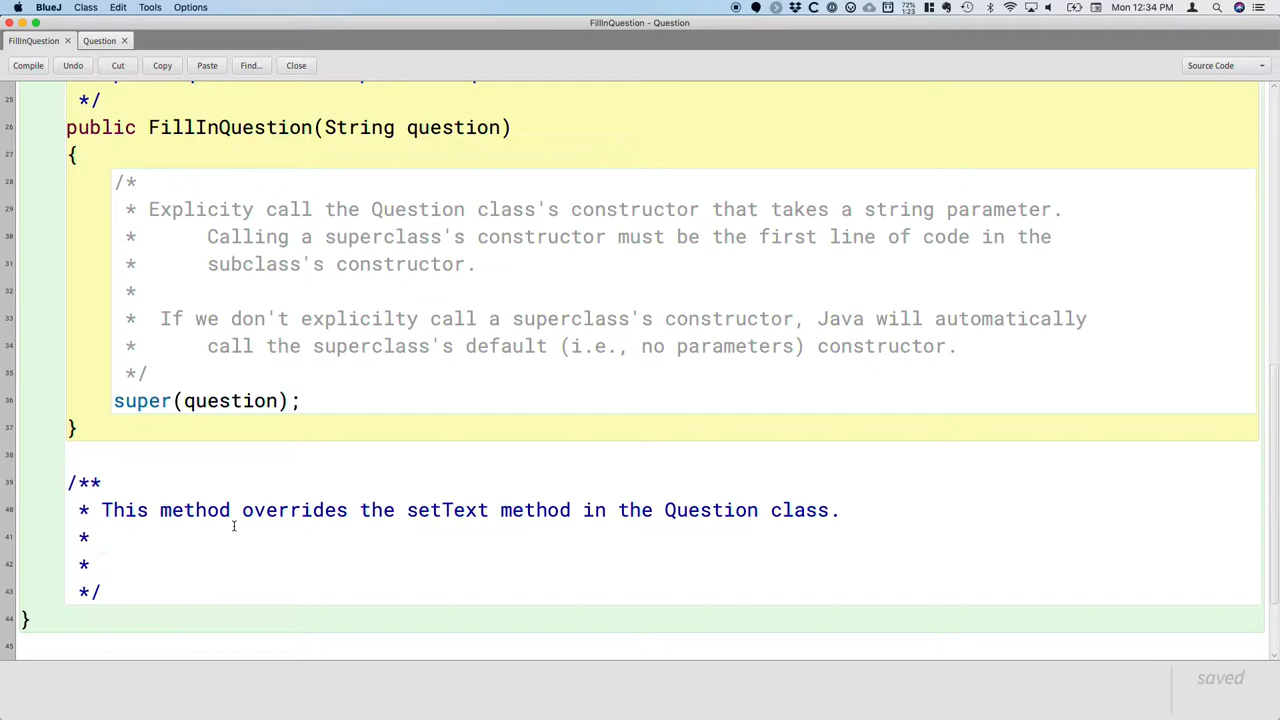 BlueJ Class Edit Tools Options 72% 1:23 Mon 12:34 PM
FillInQuestion - Question
FillInQuestion × Question ×
Compile Undo Cut Copy Paste Find... Close Source Code
25 */
26 public FillInQuestion(String question)
27 {
28 /*
29 * Explicity call the Question class's constructor that takes a string parameter.
30 * Calling a superclass's constructor must be the first line of code in the
31 * subclass's constructor.
32 *
33 * If we don't explicilty call a superclass's constructor, Java will automatically
34 * call the superclass's default (i.e., no parameters) constructor.
35 */
36 super(question);
37 }
38
39 /**
40 * This method overrides the setText method in the Question class.
41 *
42 *
43 */
44 }
45
saved